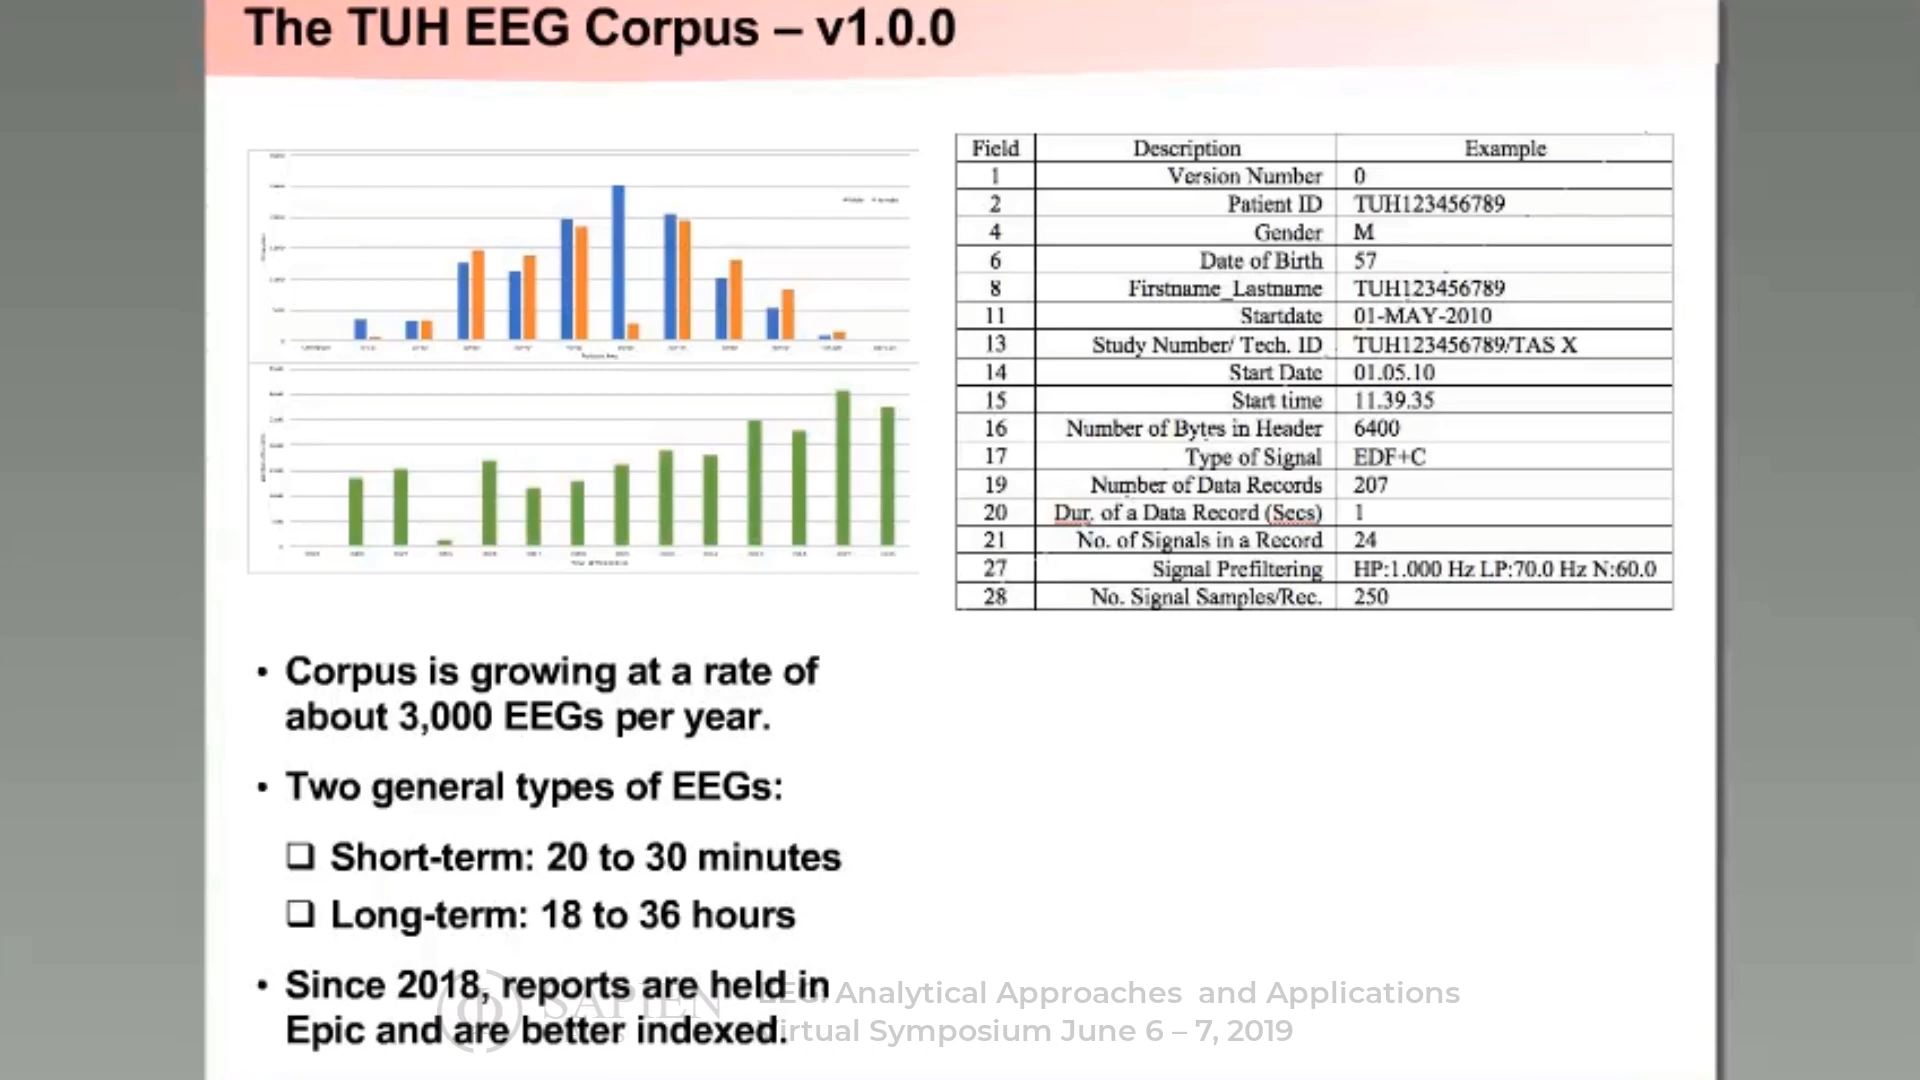 The TUH EEG Corpus – v1.0.0
Field Description Example
1 Version Number 0
2 Patient ID TUH123456789
4 Gender M
6 Date of Birth 57
8 Firstname_Lastname TUH123456789
11 Startdate 01-MAY-2010
13 Study Number/ Tech. ID TUH123456789/TAS X
14 Start Date 01.05.10
15 Start time 11.39.35
16 Number of Bytes in Header 6400
17 Type of Signal EDF+C
19 Number of Data Records 207
20 Dur. of a Data Record (Secs) 1
21 No. of Signals in a Record 24
27 Signal Prefiltering HP:1.000 Hz LP:70.0 Hz N:60.0
28 No. Signal Samples/Rec. 250
• Corpus is growing at a rate of
about 3,000 EEGs per year.
• Two general types of EEGs:
❑ Short-term: 20 to 30 minutes
❑ Long-term: 18 to 36 hours
• Since 2018, reports are held in
Epic and are better indexed.
SAPIEN
EEG Analytical Approaches and Applications
Virtual Symposium June 6 – 7, 2019